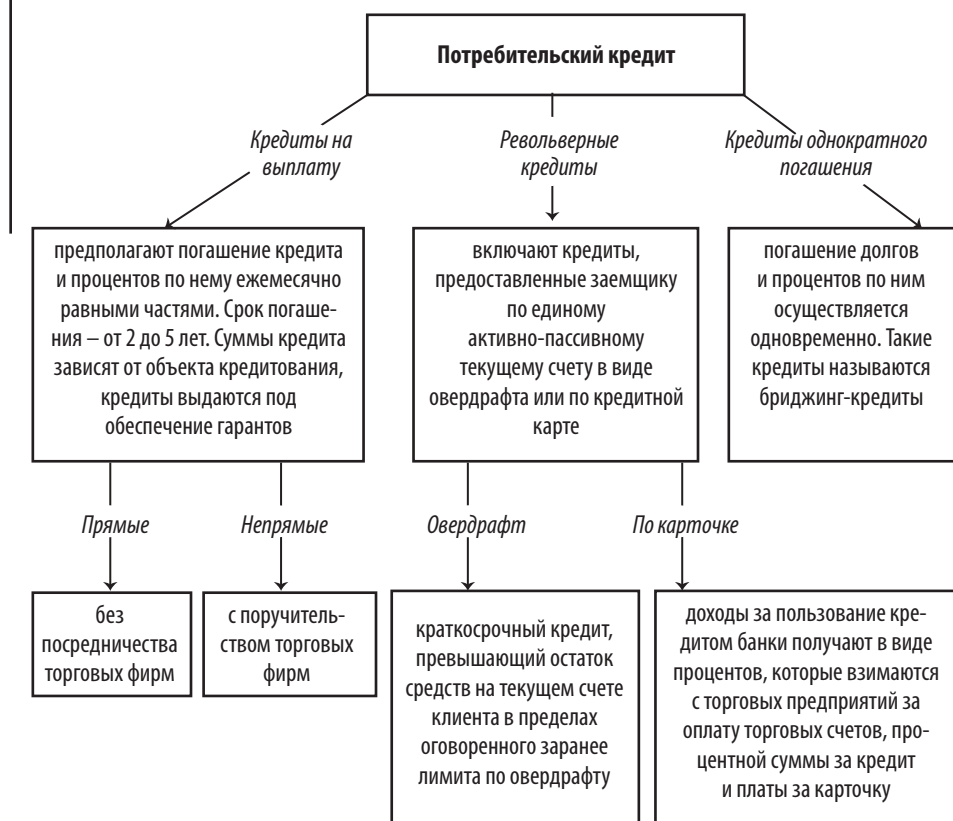 Потребительский кредит
Кредиты на
выплату
Револьверные
кредиты
Кредиты однократного
погашения
предполагают погашение кредита
и процентов по нему ежемесячно
равными частями. Срок погаше-
ния – от 2 до 5 лет. Суммы кредита
зависят от объекта кредитования,
кредиты выдаются под
обеспечение гарантов
включают кредиты,
предоставленные заемщику
по единому
активно-пассивному
текущему счету в виде
овердрафта или по кредитной
карте
погашение долгов
и процентов по ним
осуществляется
одновременно. Такие
кредиты называются
бриджинг-кредиты
Прямые
Непрямые
Овердрафт
По карточке
без
посредничества
торговых фирм
с поручитель-
ством торговых
фирм
краткосрочный кредит,
превышающий остаток
средств на текущем счете
клиента в пределах
оговоренного заранее
лимита по овердрафту
доходы за пользование кре-
дитом банки получают в виде
процентов, которые взимаются
с торговых предприятий за
оплату торговых счетов, про-
центной суммы за кредит
и платы за карточку